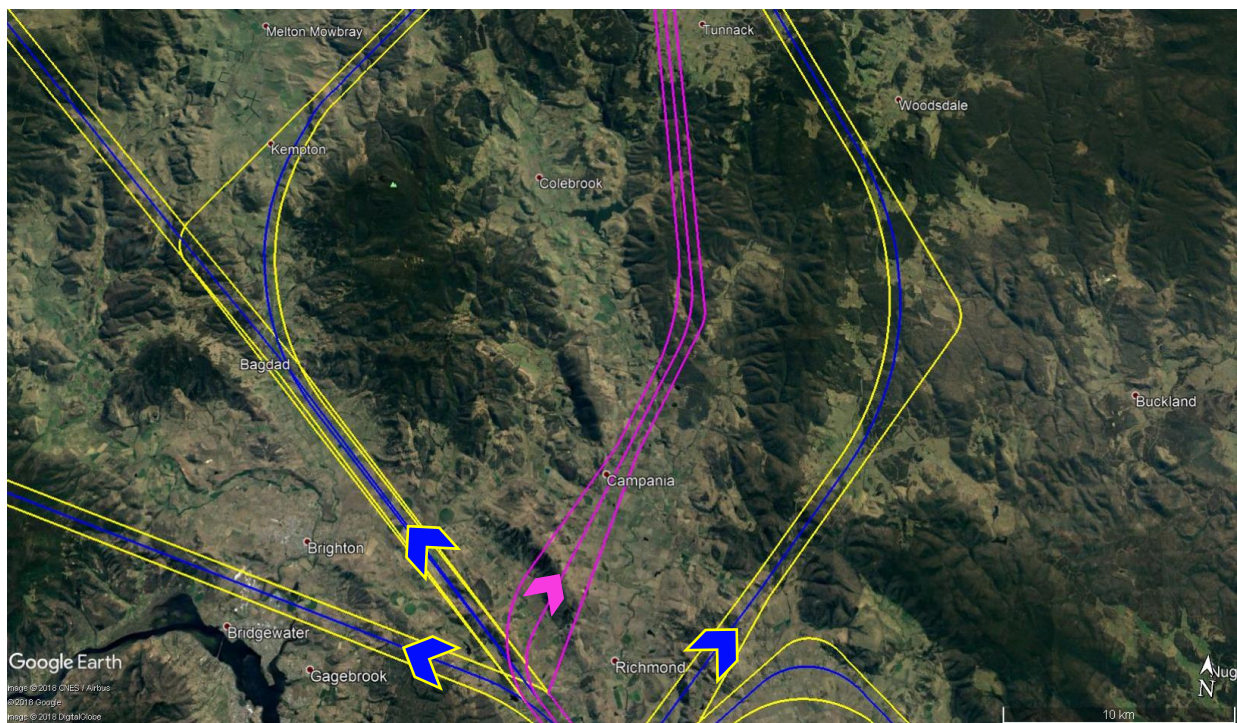 Melton Mowbray
Tunnack
Woodsdale
Kempton
Colebrook
Bagdad
Buckland
Campania
Brighton
Bridgewater
Richmond
Gagebrook
Google Earth
Image © 2018 CNES / Airbus
© 2018 Google
Image © 2018 DigitalGlobe
N
Nug
10 km